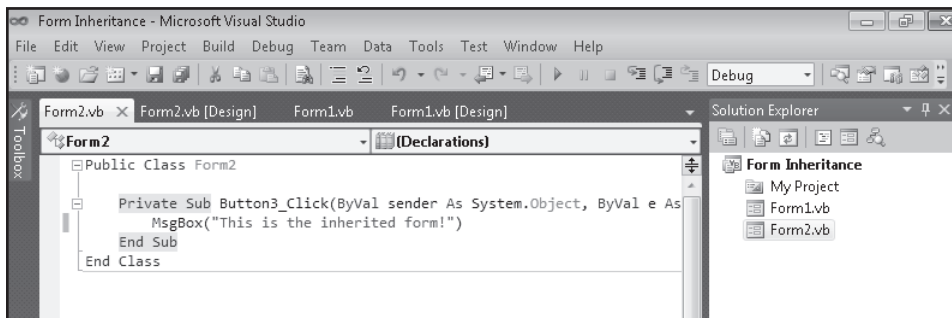 Form Inheritance - Microsoft Visual Studio
File Edit View Project Build Debug Team Data Tools Test Window Help
Debug
Toolbox
Form2.vb Form2.vb [Design] Form1.vb Form1.vb [Design]
Solution Explorer
Form2 (Declarations)
Public Class Form2
Private Sub Button3_Click(ByVal sender As System.Object, ByVal e As
MsgBox("This is the inherited form!")
End Sub
End Class
Form Inheritance
My Project
Form1.vb
Form2.vb